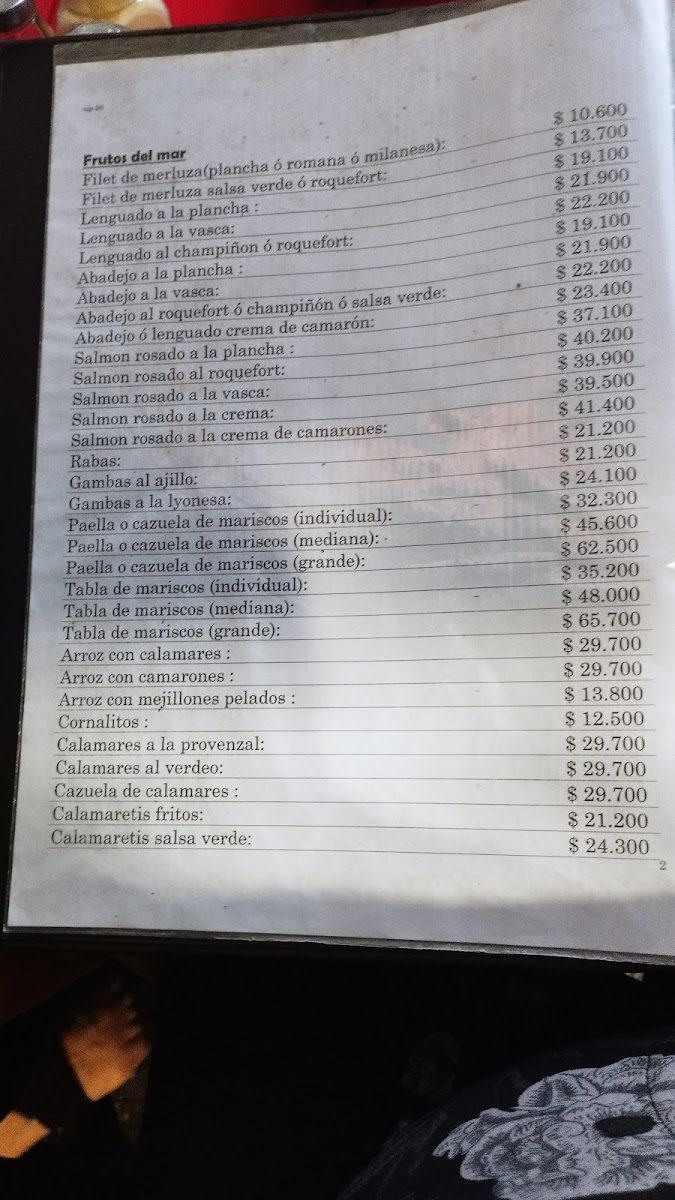 Frutos del mar
Filet de merluza(plancha ó romana ó milanesa): $ 10.600
Filet de merluza salsa verde ó roquefort: $ 13.700
Lenguado a la plancha : $ 19.100
Lenguado a la vasca: $ 21.900
Lenguado al champiñon ó roquefort: $ 22.200
Abadejo a la plancha : $ 19.100
Abadejo a la vasca: $ 21.900
Abadejo al roquefort ó champiñón ó salsa verde: $ 22.200
Abadejo ó lenguado crema de camarón: $ 23.400
Salmon rosado a la plancha : $ 37.100
Salmon rosado al roquefort: $ 40.200
Salmon rosado a la vasca: $ 39.900
Salmon rosado a la crema: $ 39.500
Salmon rosado a la crema de camarones: $ 41.400
Rabas: $ 21.200
Gambas al ajillo: $ 21.200
Gambas a la lyonesa: $ 24.100
Paella o cazuela de mariscos (individual): $ 32.300
Paella o cazuela de mariscos (mediana): $ 45.600
Paella o cazuela de mariscos (grande): $ 62.500
Tabla de mariscos (individual): $ 35.200
Tabla de mariscos (mediana): $ 48.000
Tabla de mariscos (grande): $ 65.700
Arroz con calamares : $ 29.700
Arroz con camarones : $ 29.700
Arroz con mejillones pelados : $ 13.800
Cornalitos : $ 12.500
Calamares a la provenzal: $ 29.700
Calamares al verdeo: $ 29.700
Cazuela de calamares : $ 29.700
Calamaretis fritos: $ 21.200
Calamaretis salsa verde: $ 24.300
2